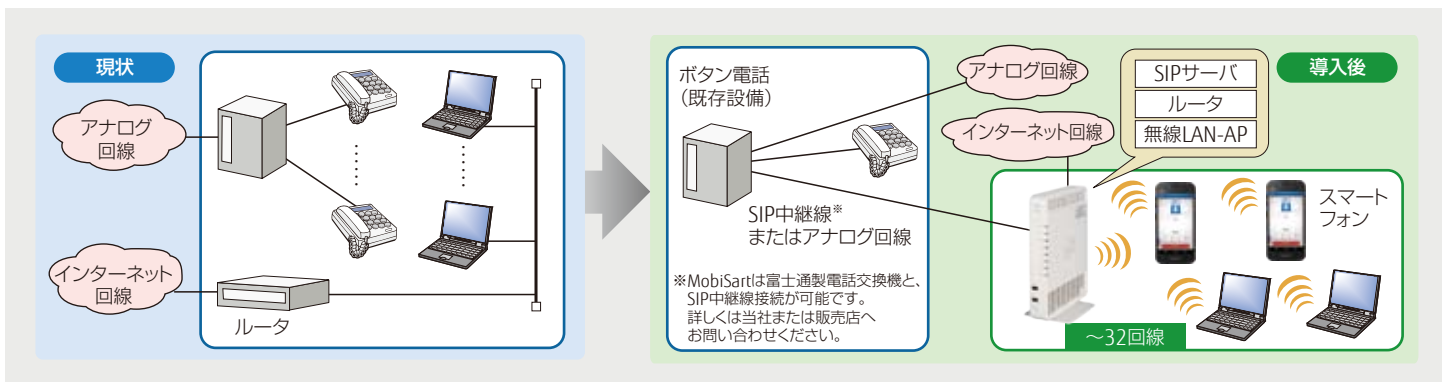 現状
アナログ
回線
インターネット
回線
ルータ
ボタン電話
（既存設備）
SIP中継線※
またはアナログ回線
※MobiSartは富士通製電話交換機と、
SIP中継線接続が可能です。
詳しくは当社または販売店へ
お問い合わせください。
アナログ回線
インターネット回線
SIPサーバ
ルータ
無線LAN-AP
導入後
スマート
フォン
～32回線